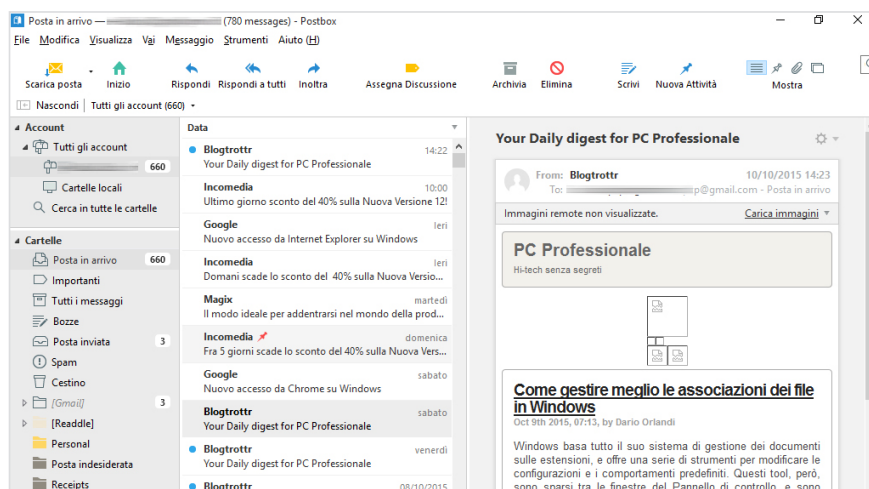 Posta in arrivo — (780 messages) - Postbox
File Modifica Visualizza Vai Messaggio Strumenti Aiuto (H)
Scarica posta Inizio Rispondi Rispondi a tutti Inoltra Assegna Discussione Archivia Elimina Scrivi Nuova Attività Mostra
Nascondi Tutti gli account (660)
Account
Tutti gli account
660
Cartelle locali
Cerca in tutte le cartelle
Cartelle
Posta in arrivo 660
Importanti
Tutti i messaggi
Bozze
Posta inviata 3
Spam
Cestino
[Gmail] 3
[Readdle]
Personal
Posta indesiderata
Receipts
Data
Blogtrottr 14:22
Your Daily digest for PC Professionale
Incomedia 10:00
Ultimo giorno sconto del 40% sulla Nuova Versione 12!
Google Ieri
Nuovo accesso da Internet Explorer su Windows
Incomedia Ieri
Domani scade lo sconto del 40% sulla Nuova Versio...
Magix martedì
Il modo ideale per addentrarsi nel mondo della prod...
Incomedia domenica
Fra 5 giorni scade lo sconto del 40% sulla Nuova Vers...
Google sabato
Nuovo accesso da Chrome su Windows
Blogtrottr sabato
Your Daily digest for PC Professionale
Blogtrottr venerdì
Your Daily digest for PC Professionale
Blogtrottr 08/10/2015
Your Daily digest for PC Professionale
From: Blogtrottr 10/10/2015 14:23
To: p@gmail.com - Posta in arrivo
Immagini remote non visualizzate. Carica immagini
PC Professionale
Hi-tech senza segreti
Come gestire meglio le associazioni dei file
in Windows
Oct 9th 2015, 07:13, by Dario Orlandi
Windows basa tutto il suo sistema di gestione dei documenti
sulle estensioni, e offre una serie di strumenti per modificare le
configurazioni e i comportamenti predefiniti. Questi tool, però,
sono sparsi tra le finestre del Pannello di controllo, e sono